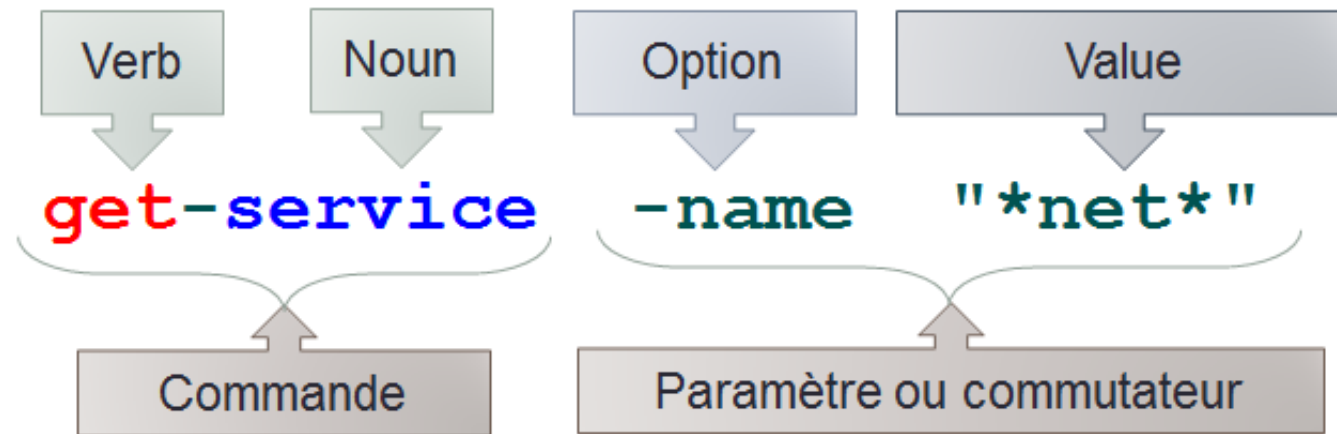 Verb Noun Option Value
get-service -name "*net*"
Commande Paramètre ou commutateur